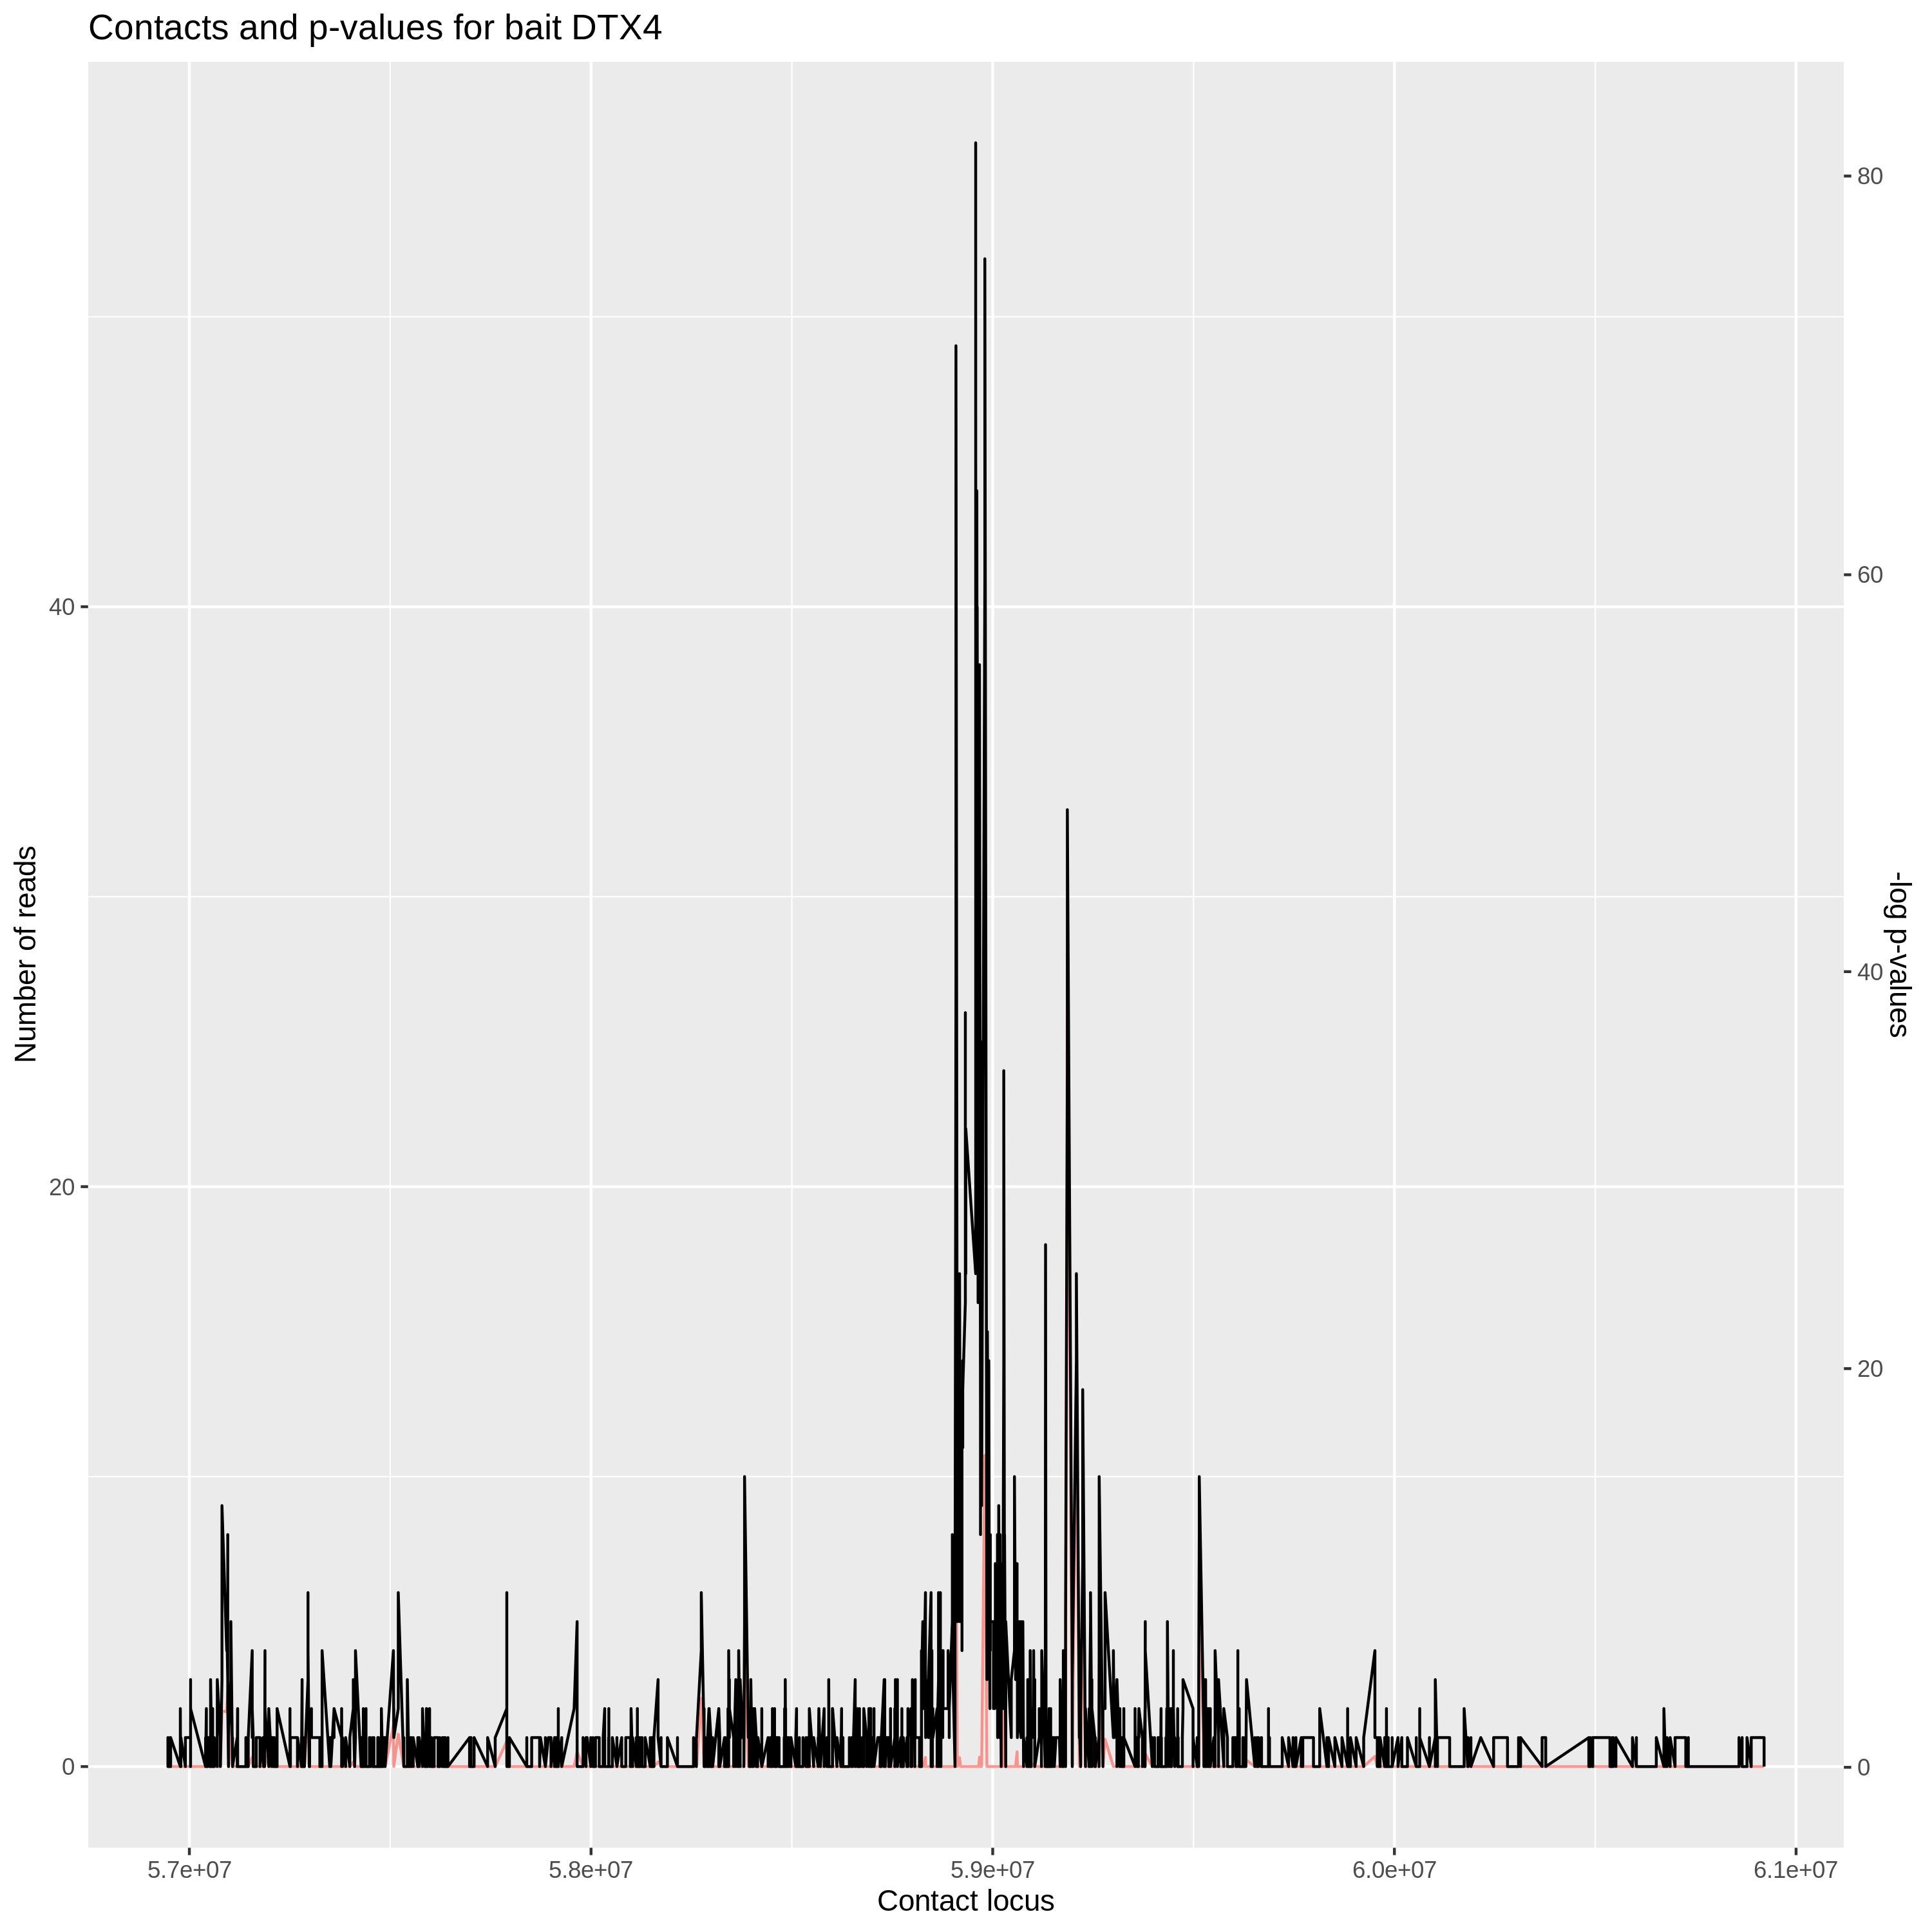 Contacts and p-values for bait DTX4
80
60
40
40
20
20
0
0
Number of reads
-log p-values
5.7e+07 5.8e+07 5.9e+07 6.0e+07 6.1e+07
Contact locus